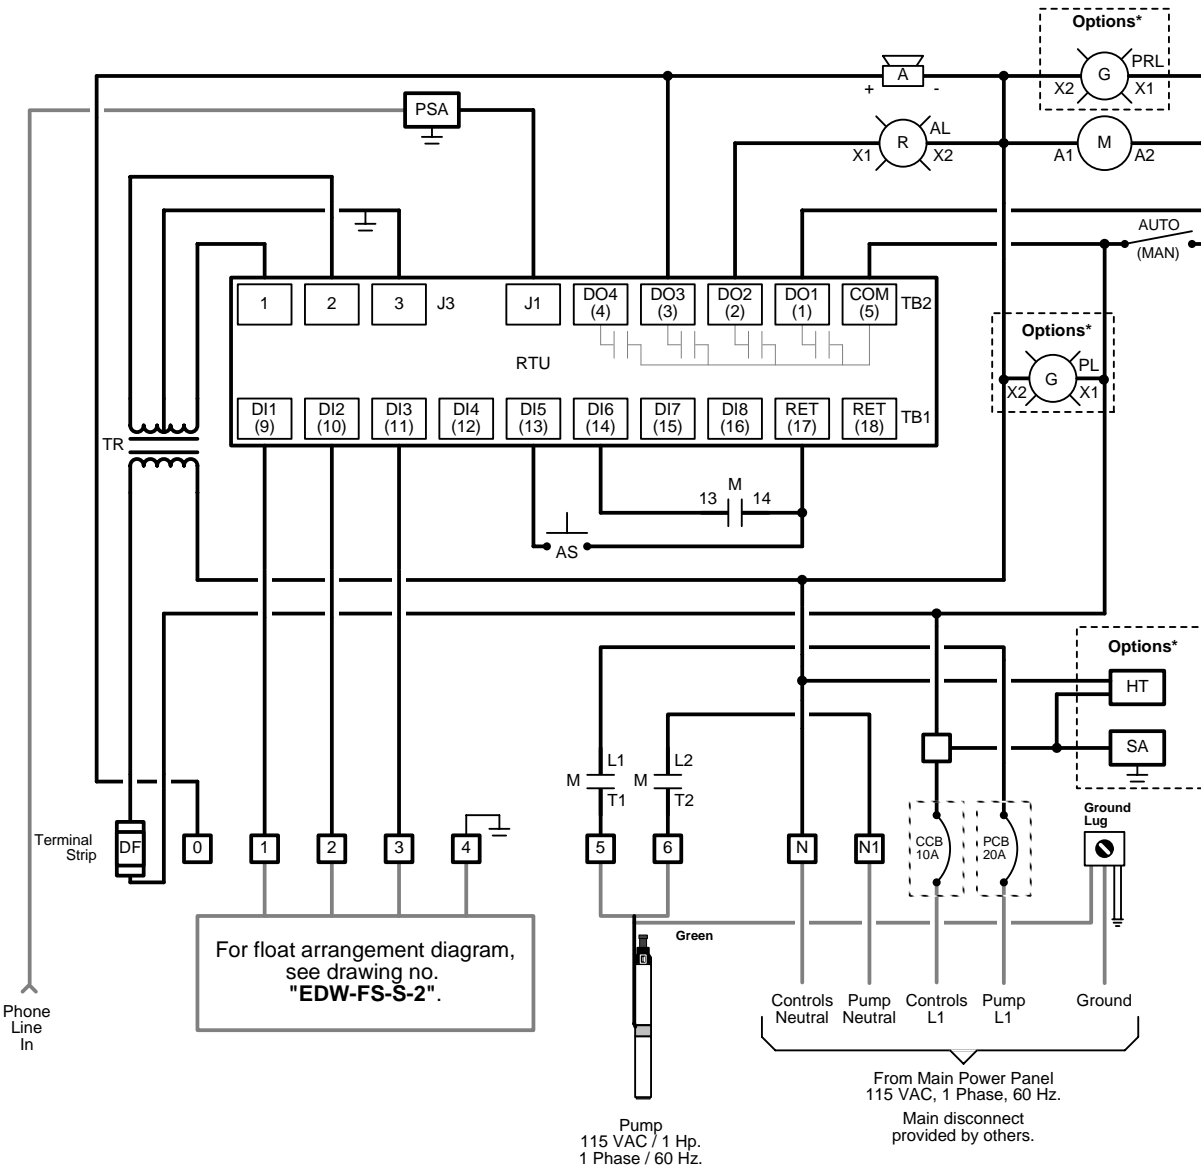 Options*
A
+
-
G
PRL
X2
X1
PSA
R
AL
X1
X2
M
A1
A2
AUTO
(MAN)
1
2
3
J3
J1
DO4
(4)
DO3
(3)
DO2
(2)
DO1
(1)
COM
(5)
TB2
RTU
Options*
G
PL
X2
X1
DI1
(9)
DI2
(10)
DI3
(11)
DI4
(12)
DI5
(13)
DI6
(14)
DI7
(15)
DI8
(16)
RET
(17)
RET
(18)
TB1
TR
M
13
14
AS
Options*
HT
SA
L1
M
T1
L2
M
T2
Ground
Lug
Terminal
Strip
DF
0
1
2
3
4
5
6
N
N1
CCB
10A
PCB
20A
For float arrangement diagram,
see drawing no.
"EDW-FS-S-2".
Green
Phone
Line
In
Controls
Neutral
Pump
Neutral
Controls
L1
Pump
L1
Ground
From Main Power Panel
115 VAC, 1 Phase, 60 Hz.
Main disconnect
provided by others.
Pump
115 VAC / 1 Hp.
1 Phase / 60 Hz.